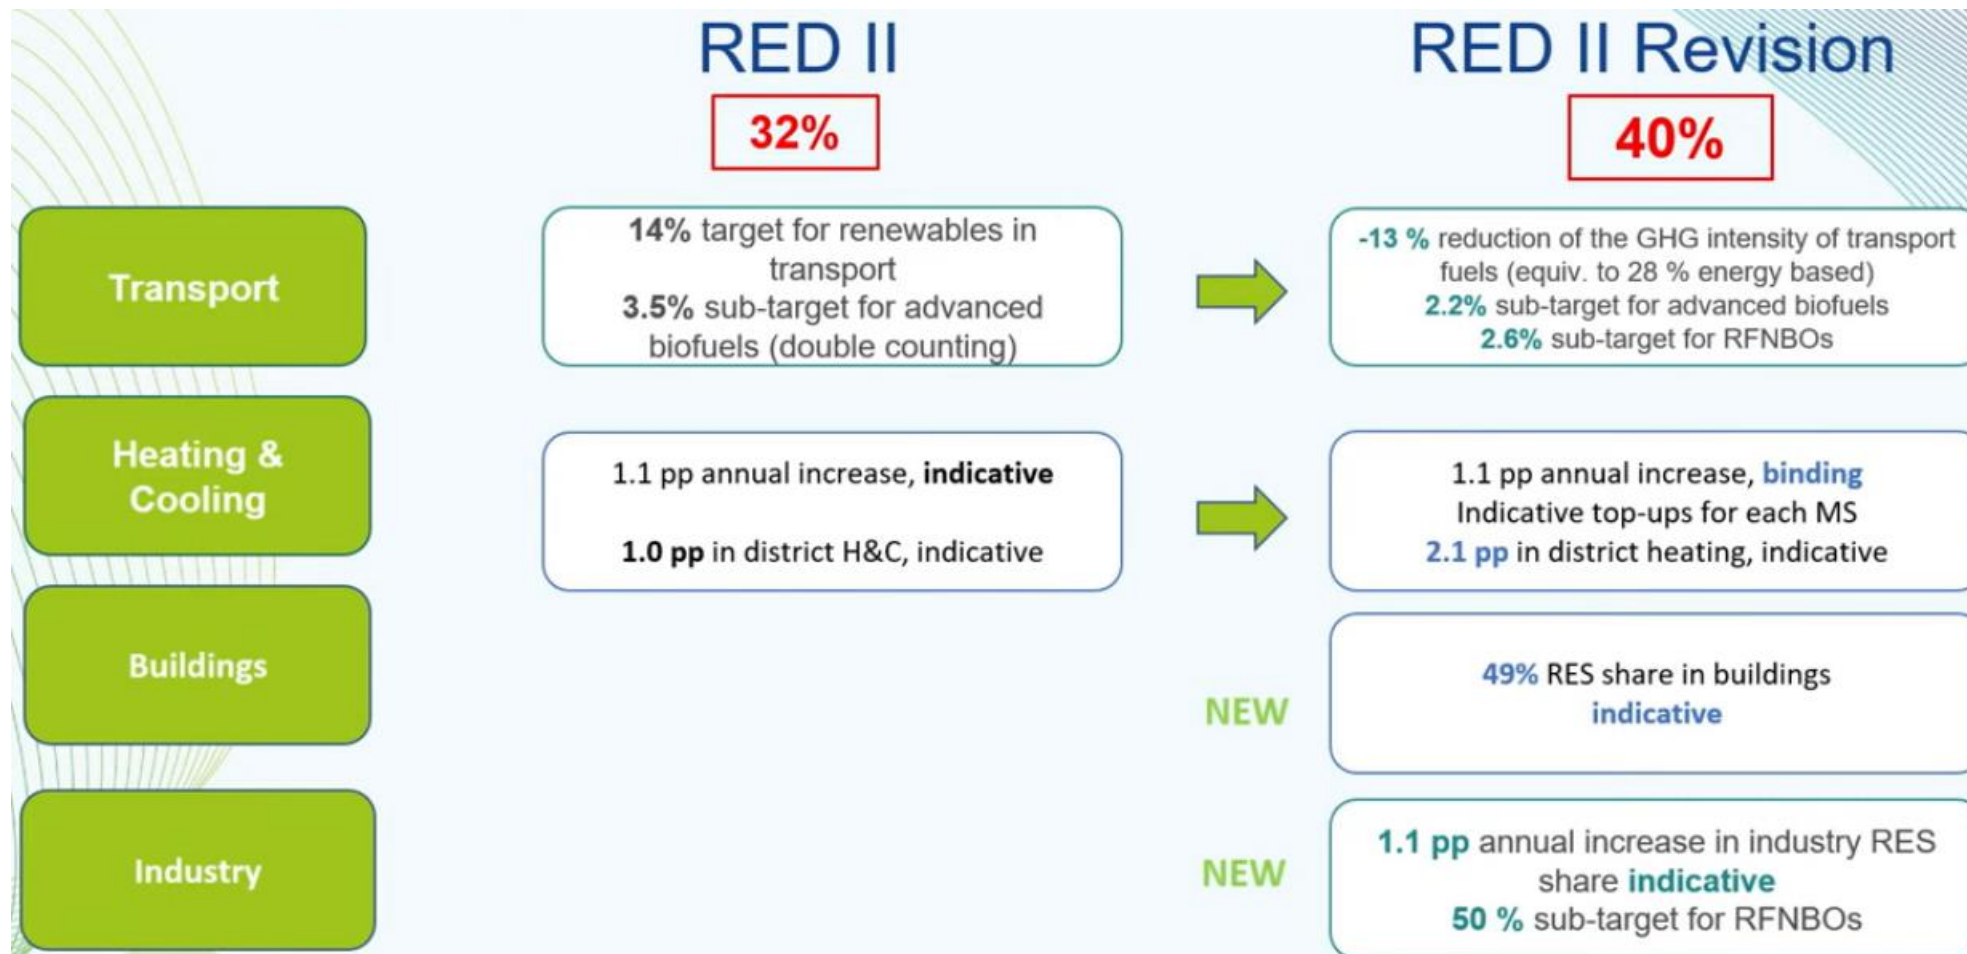 RED II
RED II Revision
32%
40%
Transport
14% target for renewables in
transport
3.5% sub-target for advanced
biofuels (double counting)
-13 % reduction of the GHG intensity of transport
fuels (equiv. to 28 % energy based)
2.2% sub-target for advanced biofuels
2.6% sub-target for RFNBOs
Heating &
Cooling
1.1 pp annual increase, indicative
1.0 pp in district H&C, indicative
1.1 pp annual increase, binding
Indicative top-ups for each MS
2.1 pp in district heating, indicative
Buildings
NEW
49% RES share in buildings
indicative
Industry
NEW
1.1 pp annual increase in industry RES
share indicative
50 % sub-target for RFNBOs